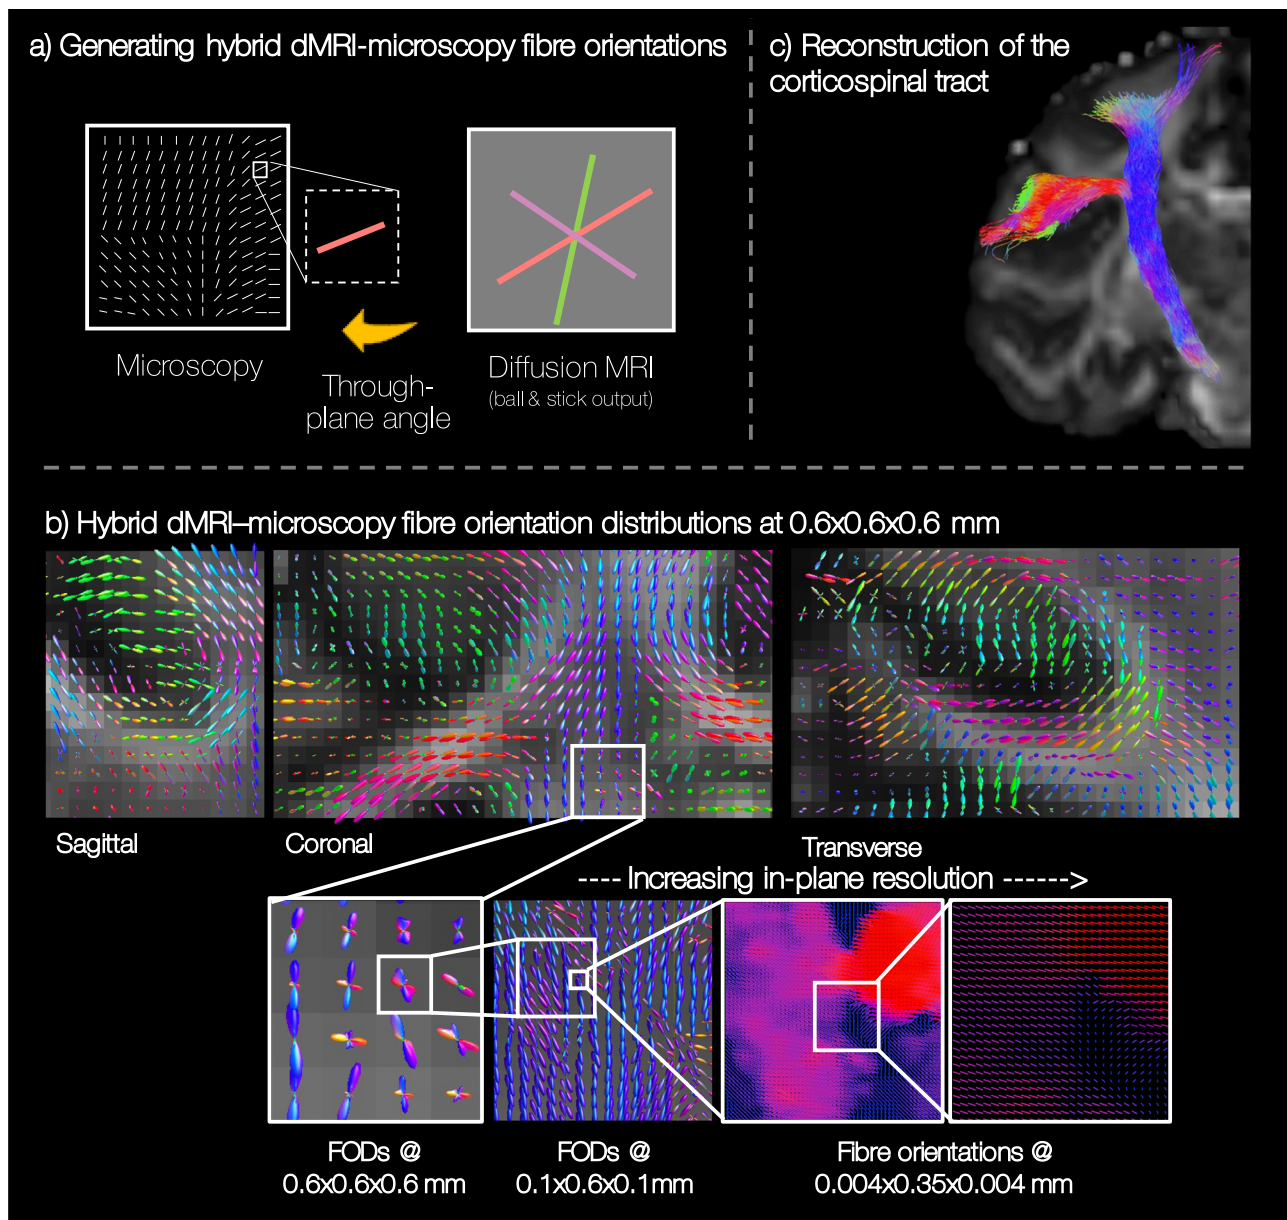 a) Generating hybrid dMRI-microscopy fibre orientations
Microscopy
Through-
plane angle
Diffusion MRI
(ball & stick output)
c) Reconstruction of the
corticospinal tract
b) Hybrid dMRI–microscopy fibre orientation distributions at 0.6x0.6x0.6 mm
Sagittal
Coronal
Transverse
---- Increasing in-plane resolution ------>
FODs @
0.6x0.6x0.6 mm
FODs @
0.1x0.6x0.1mm
Fibre orientations @
0.004x0.35x0.004 mm